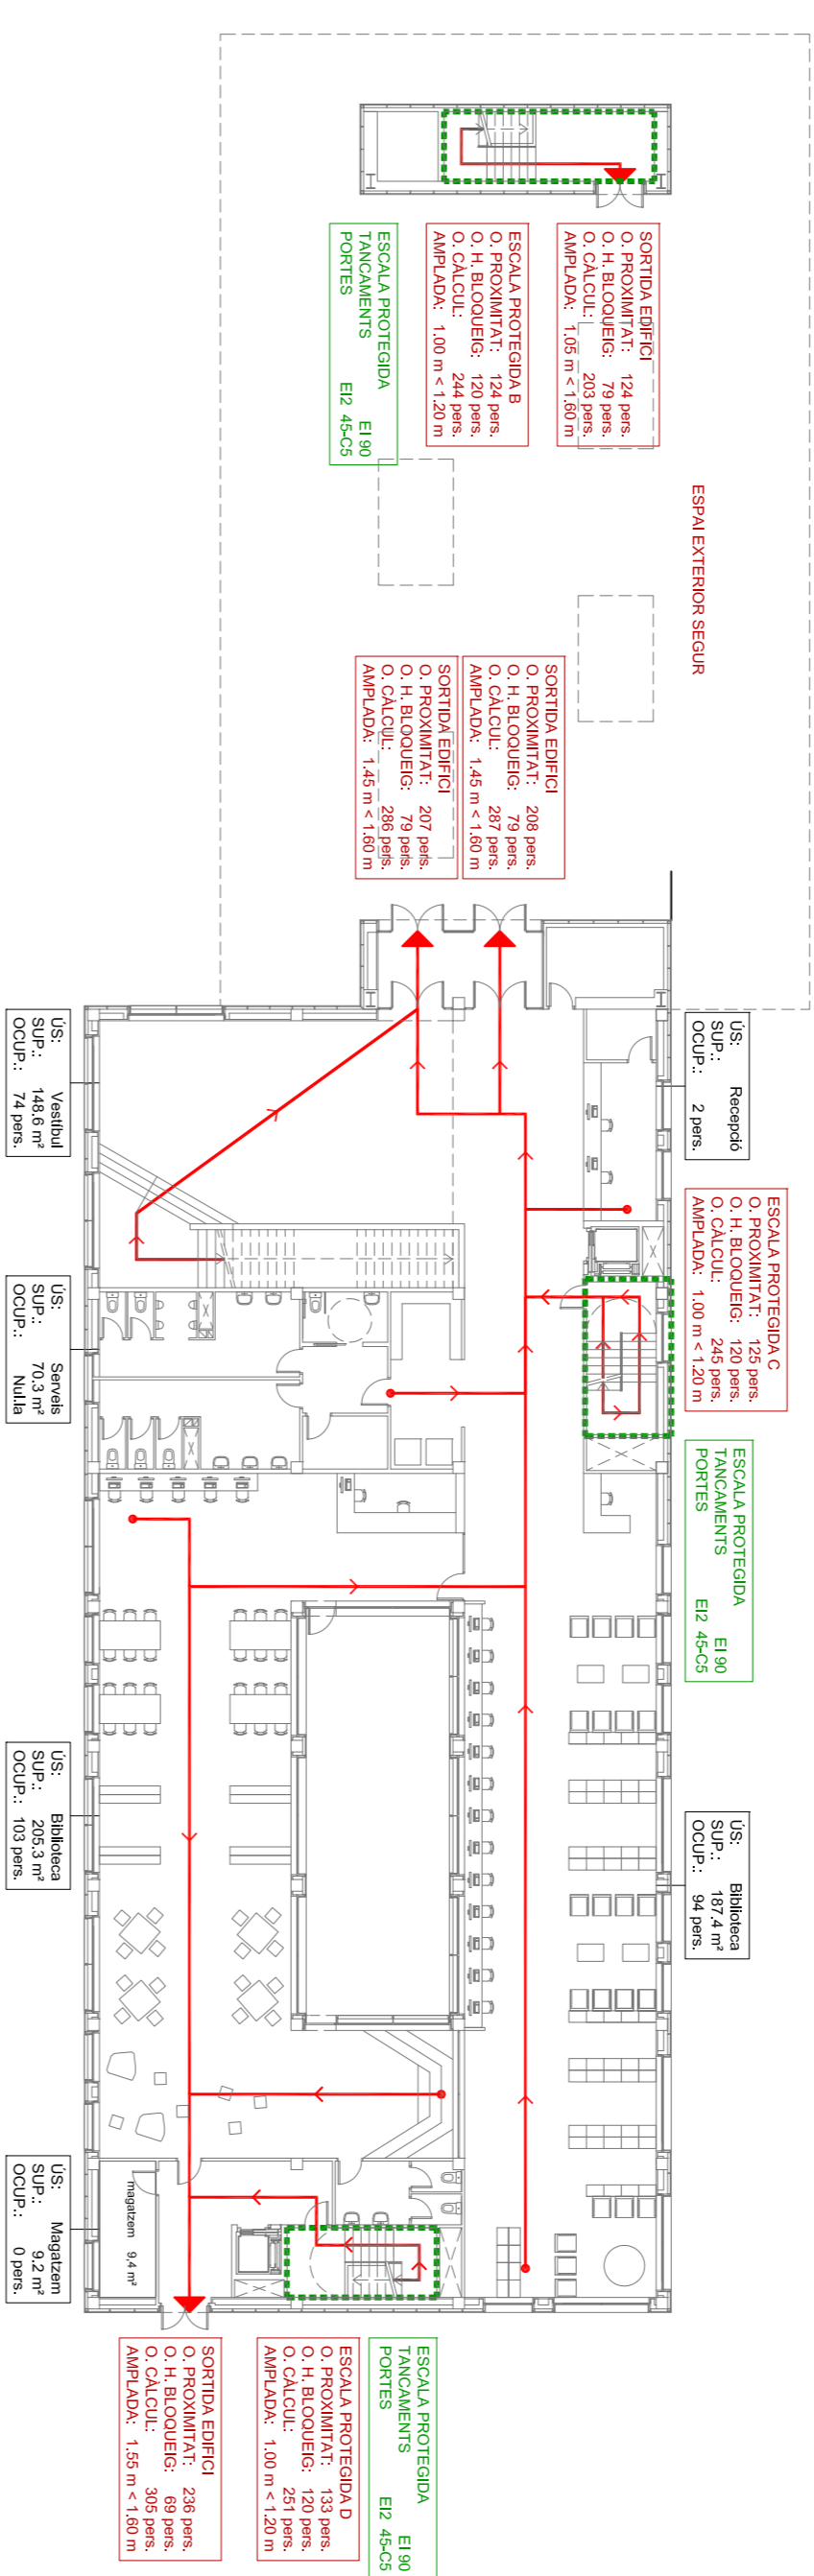 SORTIDA EDIFICI
O. PROXIMITAT: 124 pers.
O. H. BLOQUEIG: 79 pers.
O. CÀLCUL: 203 pers.
AMPLADA: 1.05 m < 1.60 m
ESCALA PROTEGIDA B
O. PROXIMITAT: 124 pers.
O. H. BLOQUEIG: 120 pers.
O. CÀLCUL: 244 pers.
AMPLADA: 1.00 m < 1.20 m
ESCALA PROTEGIDA
TANCAMENTS EI 90
PORTES EI2 45-C5
ESPAI EXTERIOR SEGUR
SORTIDA EDIFICI
O. PROXIMITAT: 208 pers.
O. H. BLOQUEIG: 79 pers.
O. CÀLCUL: 287 pers.
AMPLADA: 1.45 m < 1.60 m
SORTIDA EDIFICI
O. PROXIMITAT: 207 pers.
O. H. BLOQUEIG: 79 pers.
O. CÀLCUL: 286 pers.
AMPLADA: 1.45 m < 1.60 m
ÚS: Recepció
SUP.:
OCUP.: 2 pers.
ÚS: Vestíbul
SUP.: 148.6 m²
OCUP.: 74 pers.
ESCALA PROTEGIDA C
O. PROXIMITAT: 125 pers.
O. H. BLOQUEIG: 120 pers.
O. CÀLCUL: 245 pers.
AMPLADA: 1.00 m < 1.20 m
ÚS: Serveis
SUP.: 70.3 m²
OCUP.: Nul.la
ESCALA PROTEGIDA
TANCAMENTS EI 90
PORTES EI2 45-C5
ÚS: Biblioteca
SUP.: 187.4 m²
OCUP.: 94 pers.
ÚS: Biblioteca
SUP.: 205.3 m²
OCUP.: 103 pers.
ÚS: Magatzem
SUP.: 9.2 m²
OCUP.: 0 pers.
magatzem 9,4 m²
ESCALA PROTEGIDA
TANCAMENTS EI 90
PORTES EI2 45-C5
ESCALA PROTEGIDA D
O. PROXIMITAT: 133 pers.
O. H. BLOQUEIG: 120 pers.
O. CÀLCUL: 251 pers.
AMPLADA: 1.00 m < 1.20 m
SORTIDA EDIFICI
O. PROXIMITAT: 236 pers.
O. H. BLOQUEIG: 69 pers.
O. CÀLCUL: 305 pers.
AMPLADA: 1.55 m < 1.60 m